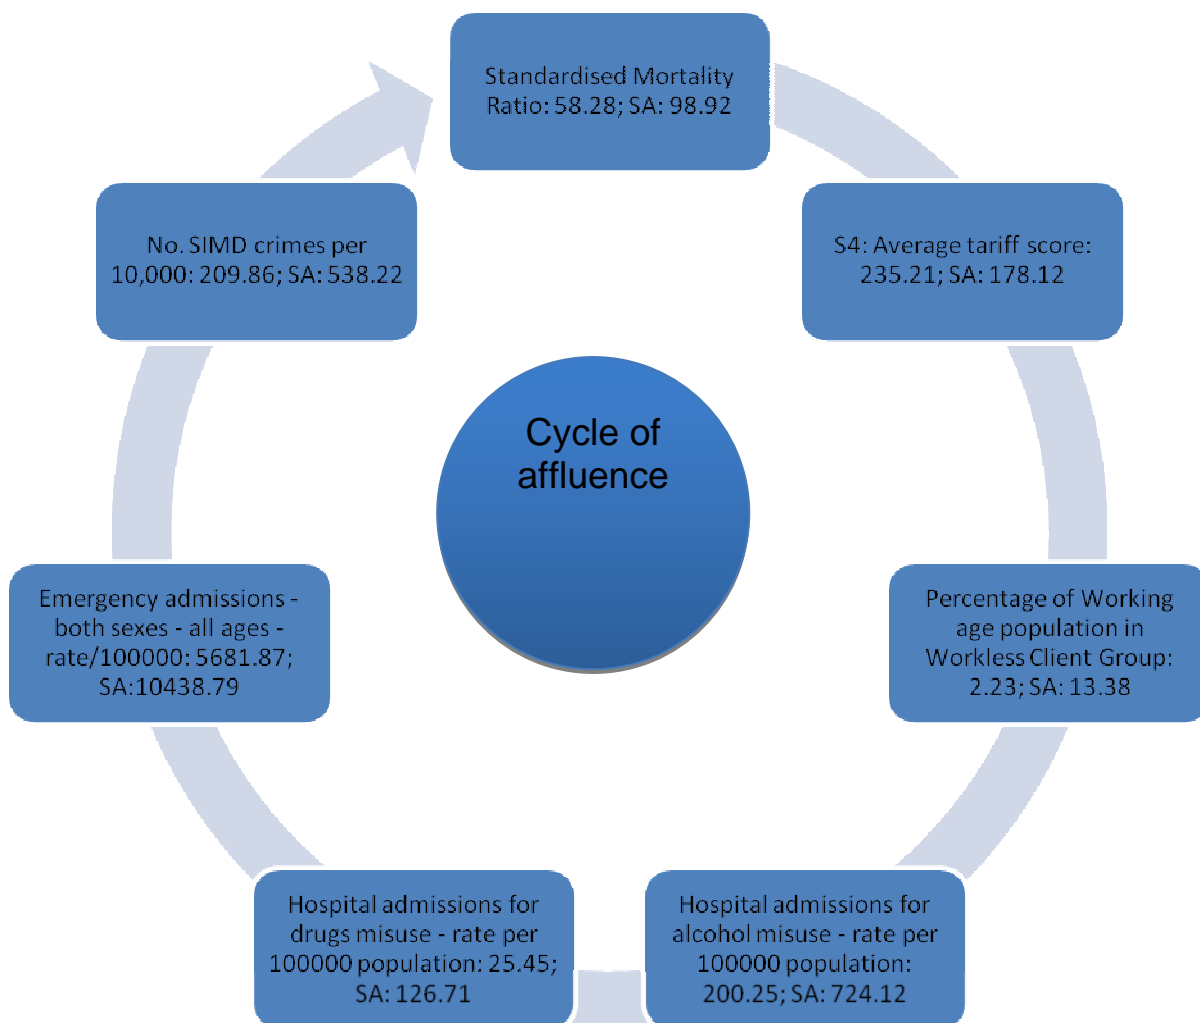 Standardised Mortality
Ratio: 58.28; SA: 98.92
S4: Average tariff score:
235.21; SA: 178.12
Percentage of Working
age population in
Workless Client Group:
2.23; SA: 13.38
Hospital admissions for
alcohol misuse - rate per
100000 population:
200.25; SA: 724.12
Hospital admissions for
drugs misuse - rate per
100000 population: 25.45;
SA: 126.71
Emergency admissions -
both sexes - all ages -
rate/100000: 5681.87;
SA:10438.79
No. SIMD crimes per
10,000: 209.86; SA: 538.22
Cycle of
affluence